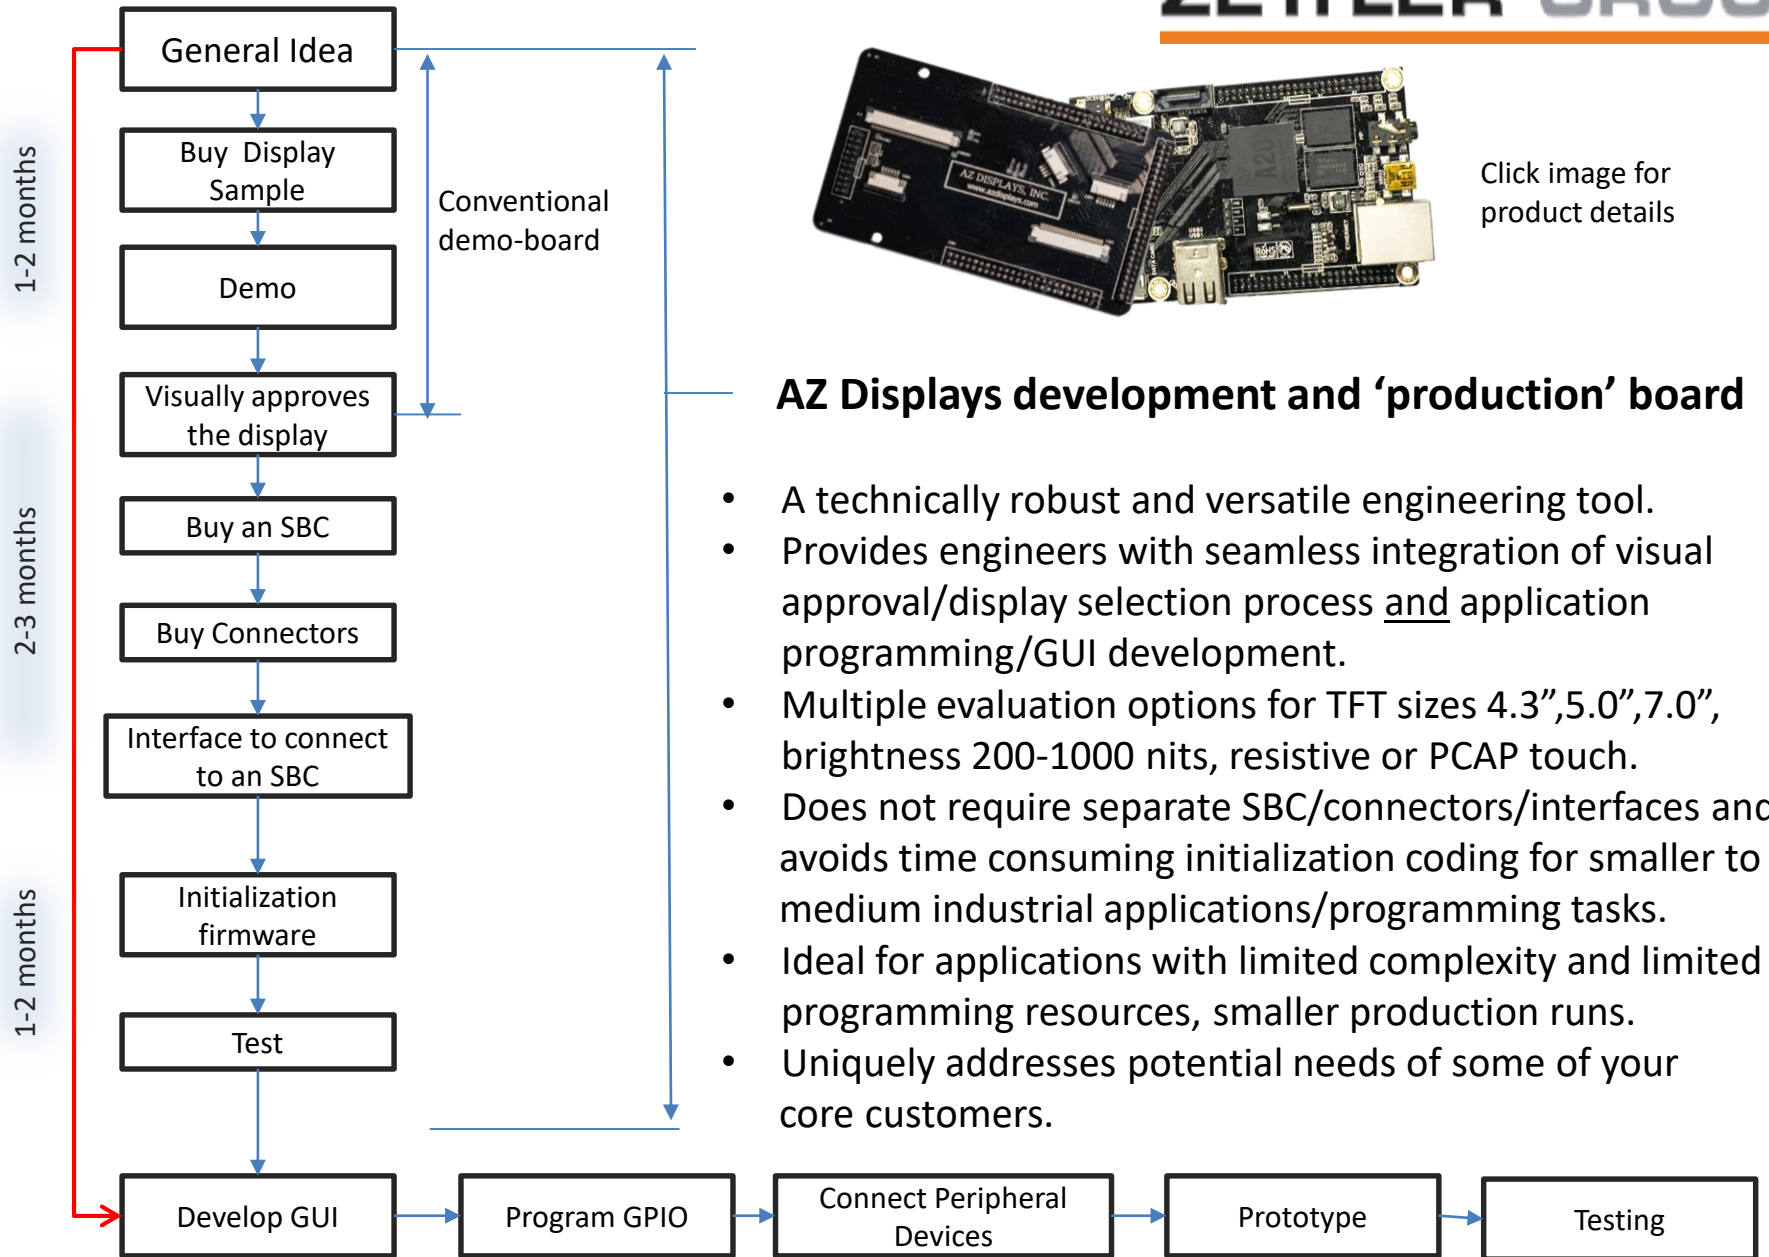 ZETTLER GROUP
General Idea
Buy Display
Sample
Demo
Visually approves
the display
Buy an SBC
Buy Connectors
Interface to connect
to an SBC
Initialization
firmware
Test
1-2 months
2-3 months
1-2 months
Conventional
demo-board
AZ DISPLAYS, INC.
www.azdisplays.com
A20
RoHS
Click image for
product details
AZ Displays development and ‘production’ board
• A technically robust and versatile engineering tool.
• Provides engineers with seamless integration of visual
approval/display selection process and application
programming/GUI development.
• Multiple evaluation options for TFT sizes 4.3”,5.0”,7.0”,
brightness 200-1000 nits, resistive or PCAP touch.
• Does not require separate SBC/connectors/interfaces and
avoids time consuming initialization coding for smaller to
medium industrial applications/programming tasks.
• Ideal for applications with limited complexity and limited
programming resources, smaller production runs.
• Uniquely addresses potential needs of some of your
core customers.
Develop GUI
Program GPIO
Connect Peripheral
Devices
Prototype
Testing